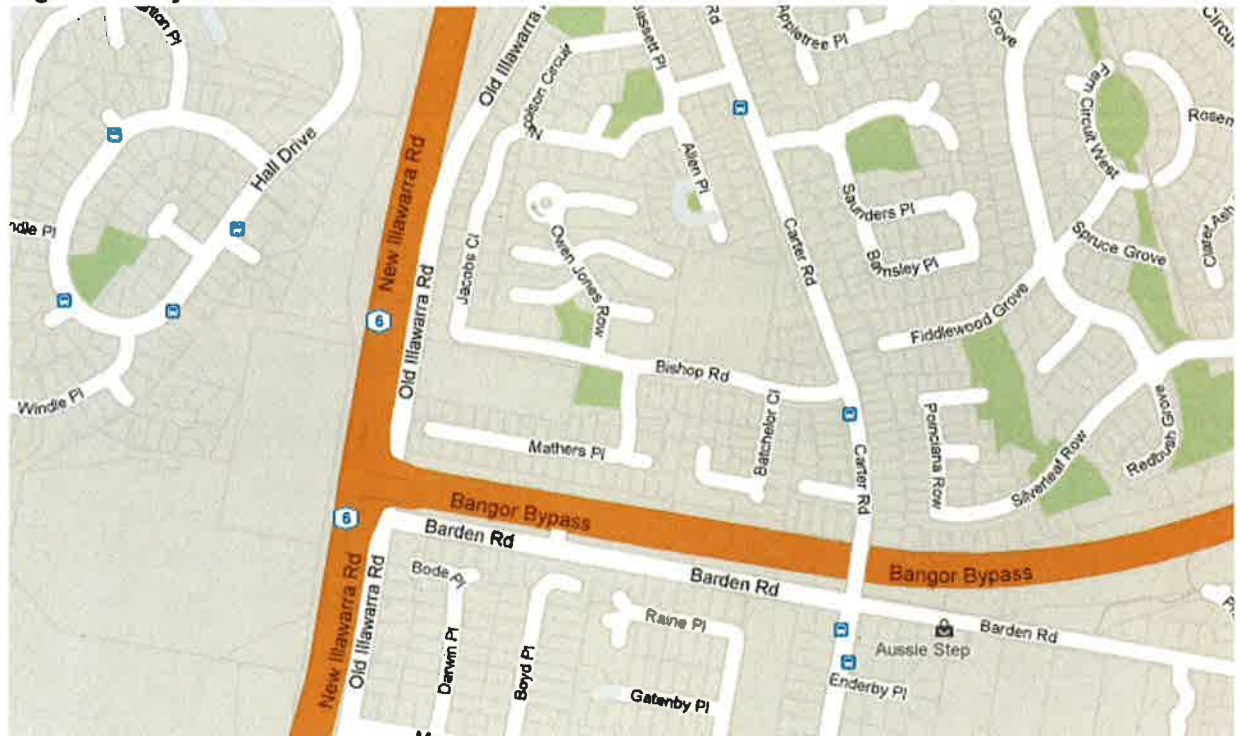 Old Illawarra
Bassett Pl
Rd
Appletree Pl
Grove
Hall Drive
Fern Circuit West
New Illawarra Rd
Allen Pl
Saunders Pl
Owen Jones Row
Jacobs Cl
Carter Rd
Barnsley Pl
Spruce Grove
Old Illawarra Rd
6
Fiddlewood Grove
Bishop Rd
Windle Pl
Mathers Pl
Batchelor Cl
Carter Rd
Silverleaf Row
Redbush Grove
Bangor Bypass
6
Barden Rd
Bode Pl
Barden Rd
Bangor Bypass
New Illawarra Rd
Old Illawarra Rd
Darwin Pl
Boyd Pl
Raine Pl
Barden Rd
Aussie Step
Gatenby Pl
Enderby Pl